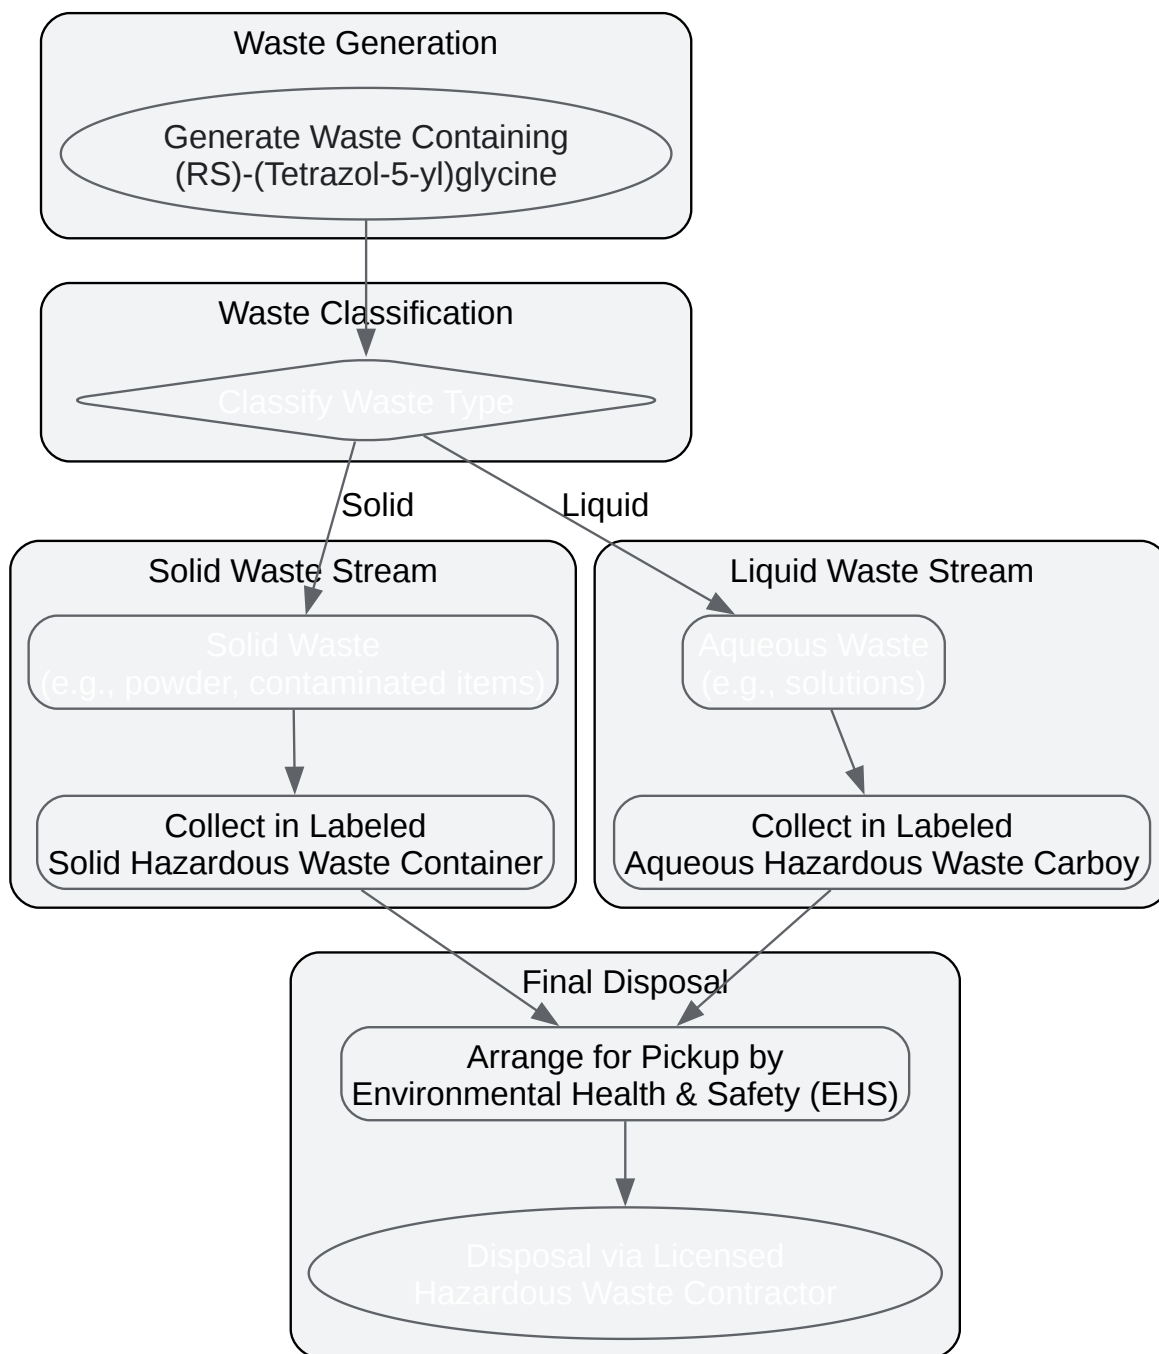 Waste Generation
Generate Waste Containing
(RS)-(Tetrazol-5-yl)glycine
Waste Classification
Classify Waste Type
Solid
Liquid
Solid Waste Stream
Solid Waste
(e.g., powder, contaminated items)
Collect in Labeled
Solid Hazardous Waste Container
Liquid Waste Stream
Aqueous Waste
(e.g., solutions)
Collect in Labeled
Aqueous Hazardous Waste Carboy
Final Disposal
Arrange for Pickup by
Environmental Health & Safety (EHS)
Disposal via Licensed
Hazardous Waste Contractor